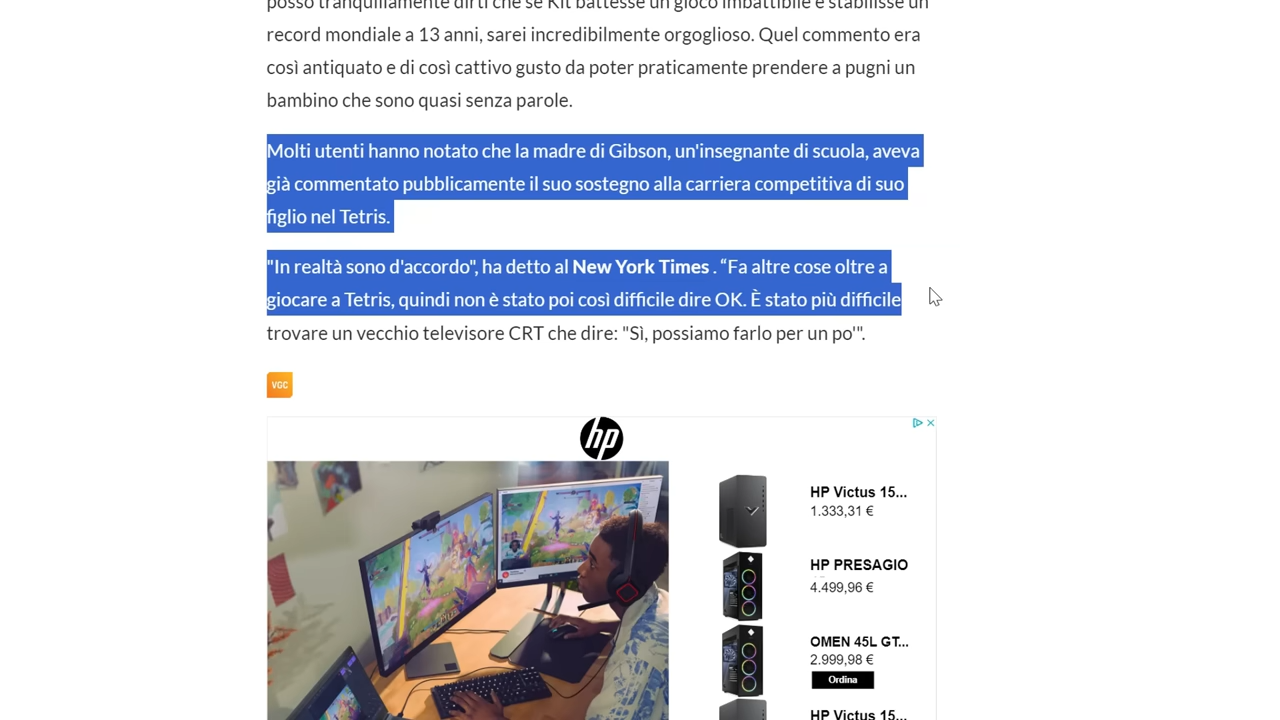 posso tranquillamente dirti che se Kit battesse un gioco imbattibile e stabilisse un
record mondiale a 13 anni, sarei incredibilmente orgoglioso. Quel commento era
così antiquato e di così cattivo gusto da poter praticamente prendere a pugni un
bambino che sono quasi senza parole.
Molti utenti hanno notato che la madre di Gibson, un'insegnante di scuola, aveva
già commentato pubblicamente il suo sostegno alla carriera competitiva di suo
figlio nel Tetris.
"In realtà sono d'accordo", ha detto al New York Times . “Fa altre cose oltre a
giocare a Tetris, quindi non è stato poi così difficile dire OK. È stato più difficile
trovare un vecchio televisore CRT che dire: "Sì, possiamo farlo per un po'".
VGC
hp
HP Victus 15...
1.333,31 €
HP PRESAGIO
4.499,96 €
OMEN 45L GT...
2.999,98 €
Ordina
HP Victus 15...